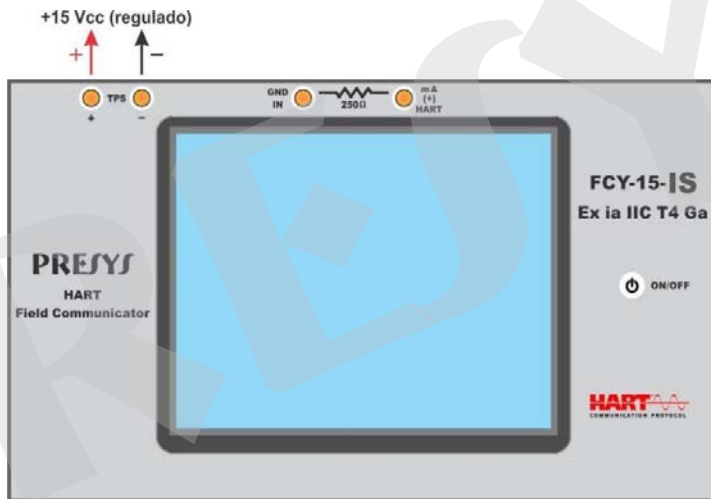 +15 Vcc (regulado)
+ −
TPS
+ −
GND
IN
250Ω
mA
(+)
HART
FCY-15-IS
Ex ia IIC T4 Ga
PRESYS
HART
Field Communicator
ON/OFF
HART
COMMUNICATION PROTOCOL